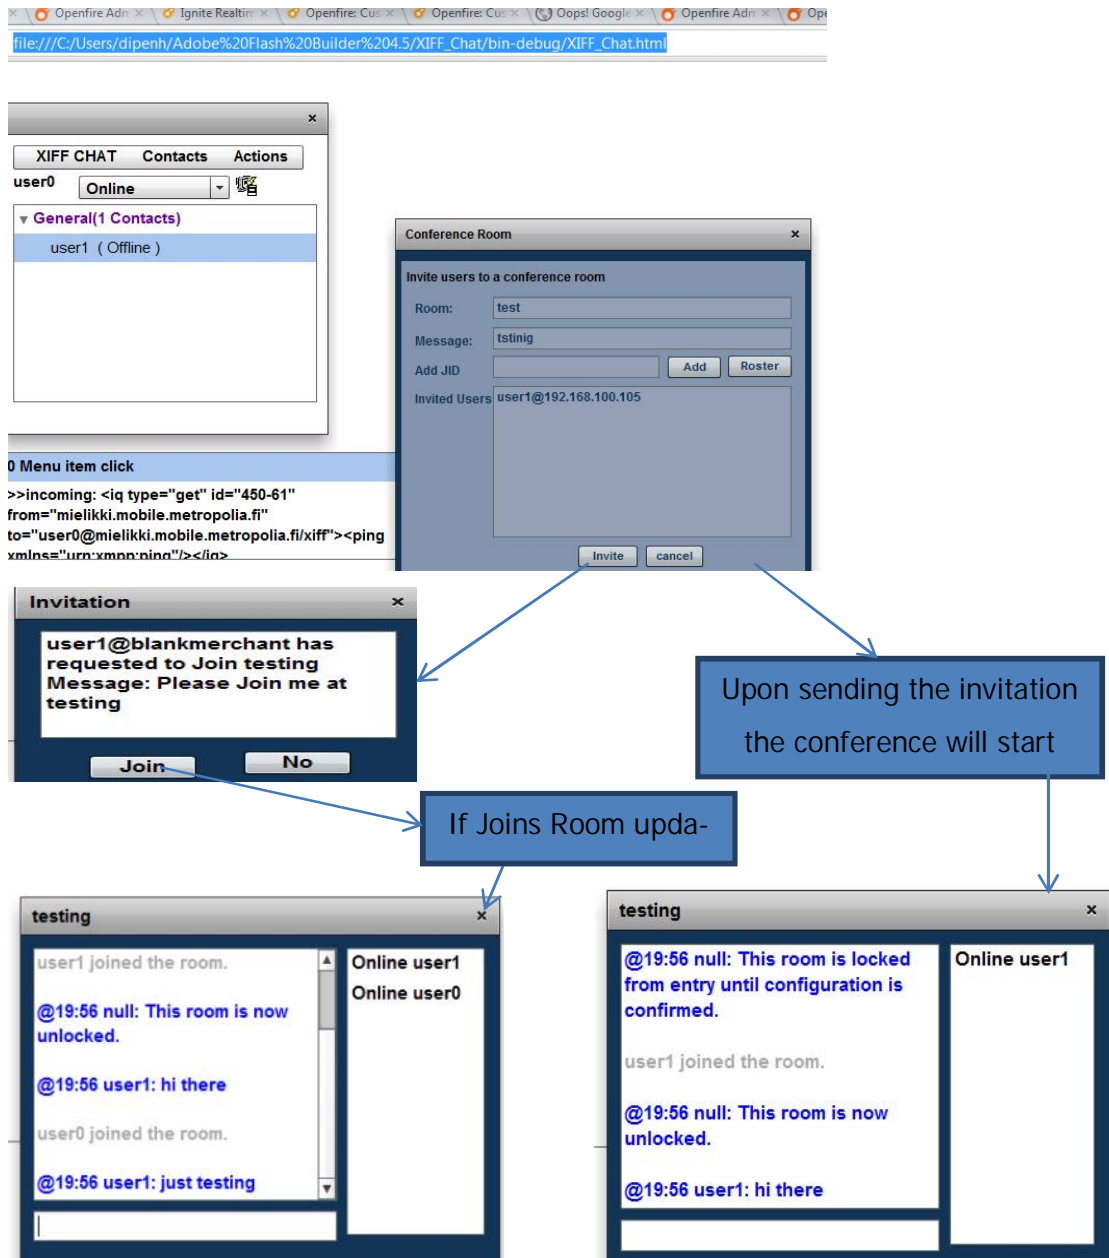 Openfire Adm
Ignite Realtim
Openfire: Cus
Openfire: Cus
Oops! Google
Openfire Adm
Ope
file:///C:/Users/dipenh/Adobe%20Flash%20Builder%204.5/XIFF_Chat/bin-debug/XIFF_Chat.html
XIFF CHAT Contacts Actions
user0 Online
General(1 Contacts)
user1 ( Offline )
Conference Room
Invite users to a conference room
Room: test
Message: tstinig
Add JID Add Roster
Invited Users user1@192.168.100.105
Invite cancel
0 Menu item click
>>incoming: <iq type="get" id="450-61"
from="mielikki.mobile.metropolia.fi"
to="user0@mielikki.mobile.metropolia.fi/xiff"><ping
xmlns="urn:xmpp:ping"/></iq>
Invitation
user1@blankmerchant has
requested to Join testing
Message: Please Join me at
testing
Join No
Upon sending the invitation
the conference will start
If Joins Room upda-
testing
user1 joined the room.
@19:56 null: This room is now
unlocked.
@19:56 user1: hi there
user0 joined the room.
@19:56 user1: just testing
Online user1
Online user0
testing
@19:56 null: This room is locked
from entry until configuration is
confirmed.
user1 joined the room.
@19:56 null: This room is now
unlocked.
@19:56 user1: hi there
Online user1